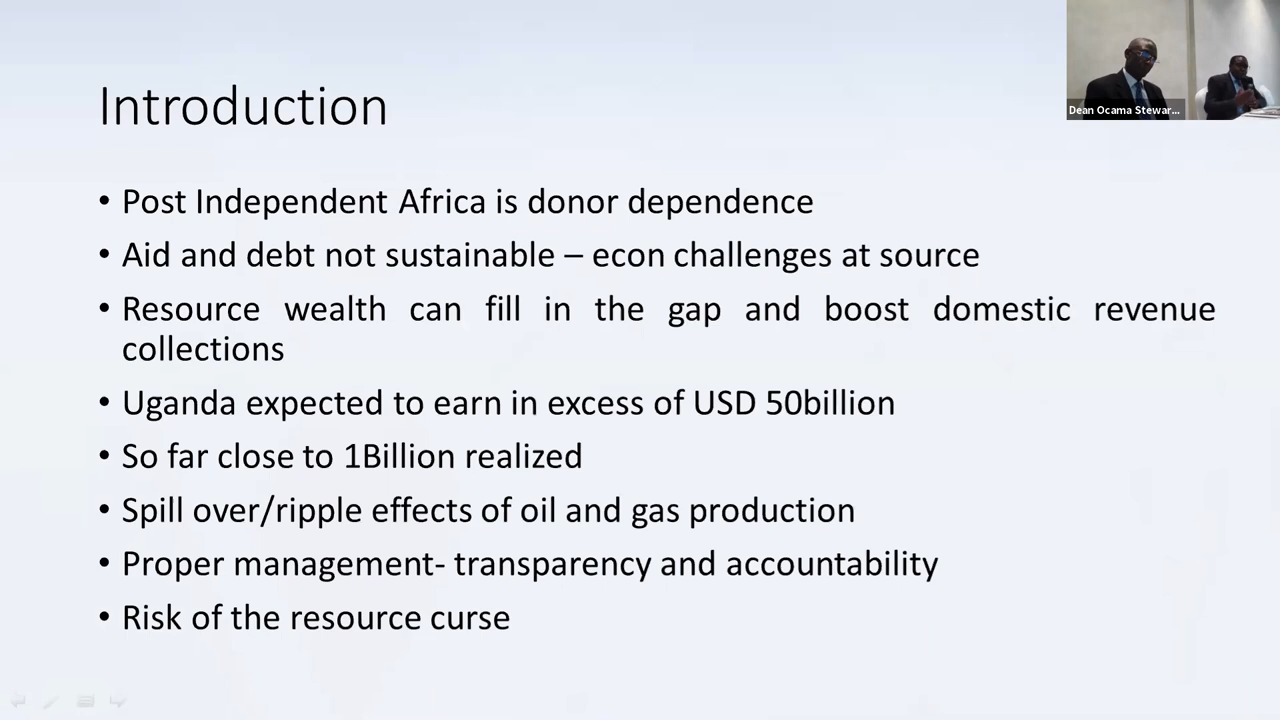 Introduction
Dean Ocama Stewar...
• Post Independent Africa is donor dependence
• Aid and debt not sustainable – econ challenges at source
• Resource wealth can fill in the gap and boost domestic revenue
collections
• Uganda expected to earn in excess of USD 50billion
• So far close to 1Billion realized
• Spill over/ripple effects of oil and gas production
• Proper management- transparency and accountability
• Risk of the resource curse